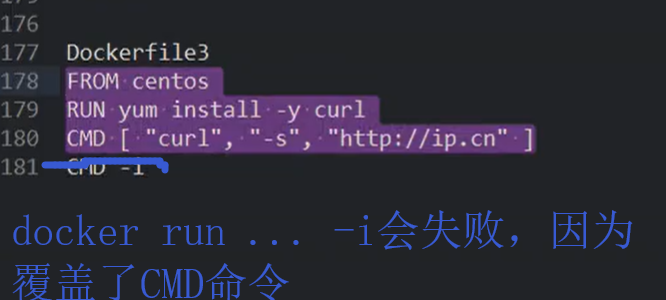 176
177 Dockerfile3
178 FROM centos
179 RUN yum install -y curl
180 CMD [ "curl", "-s", "http://ip.cn" ]
181 CMD -i
docker run ... -i会失败，因为
覆盖了CMD命令